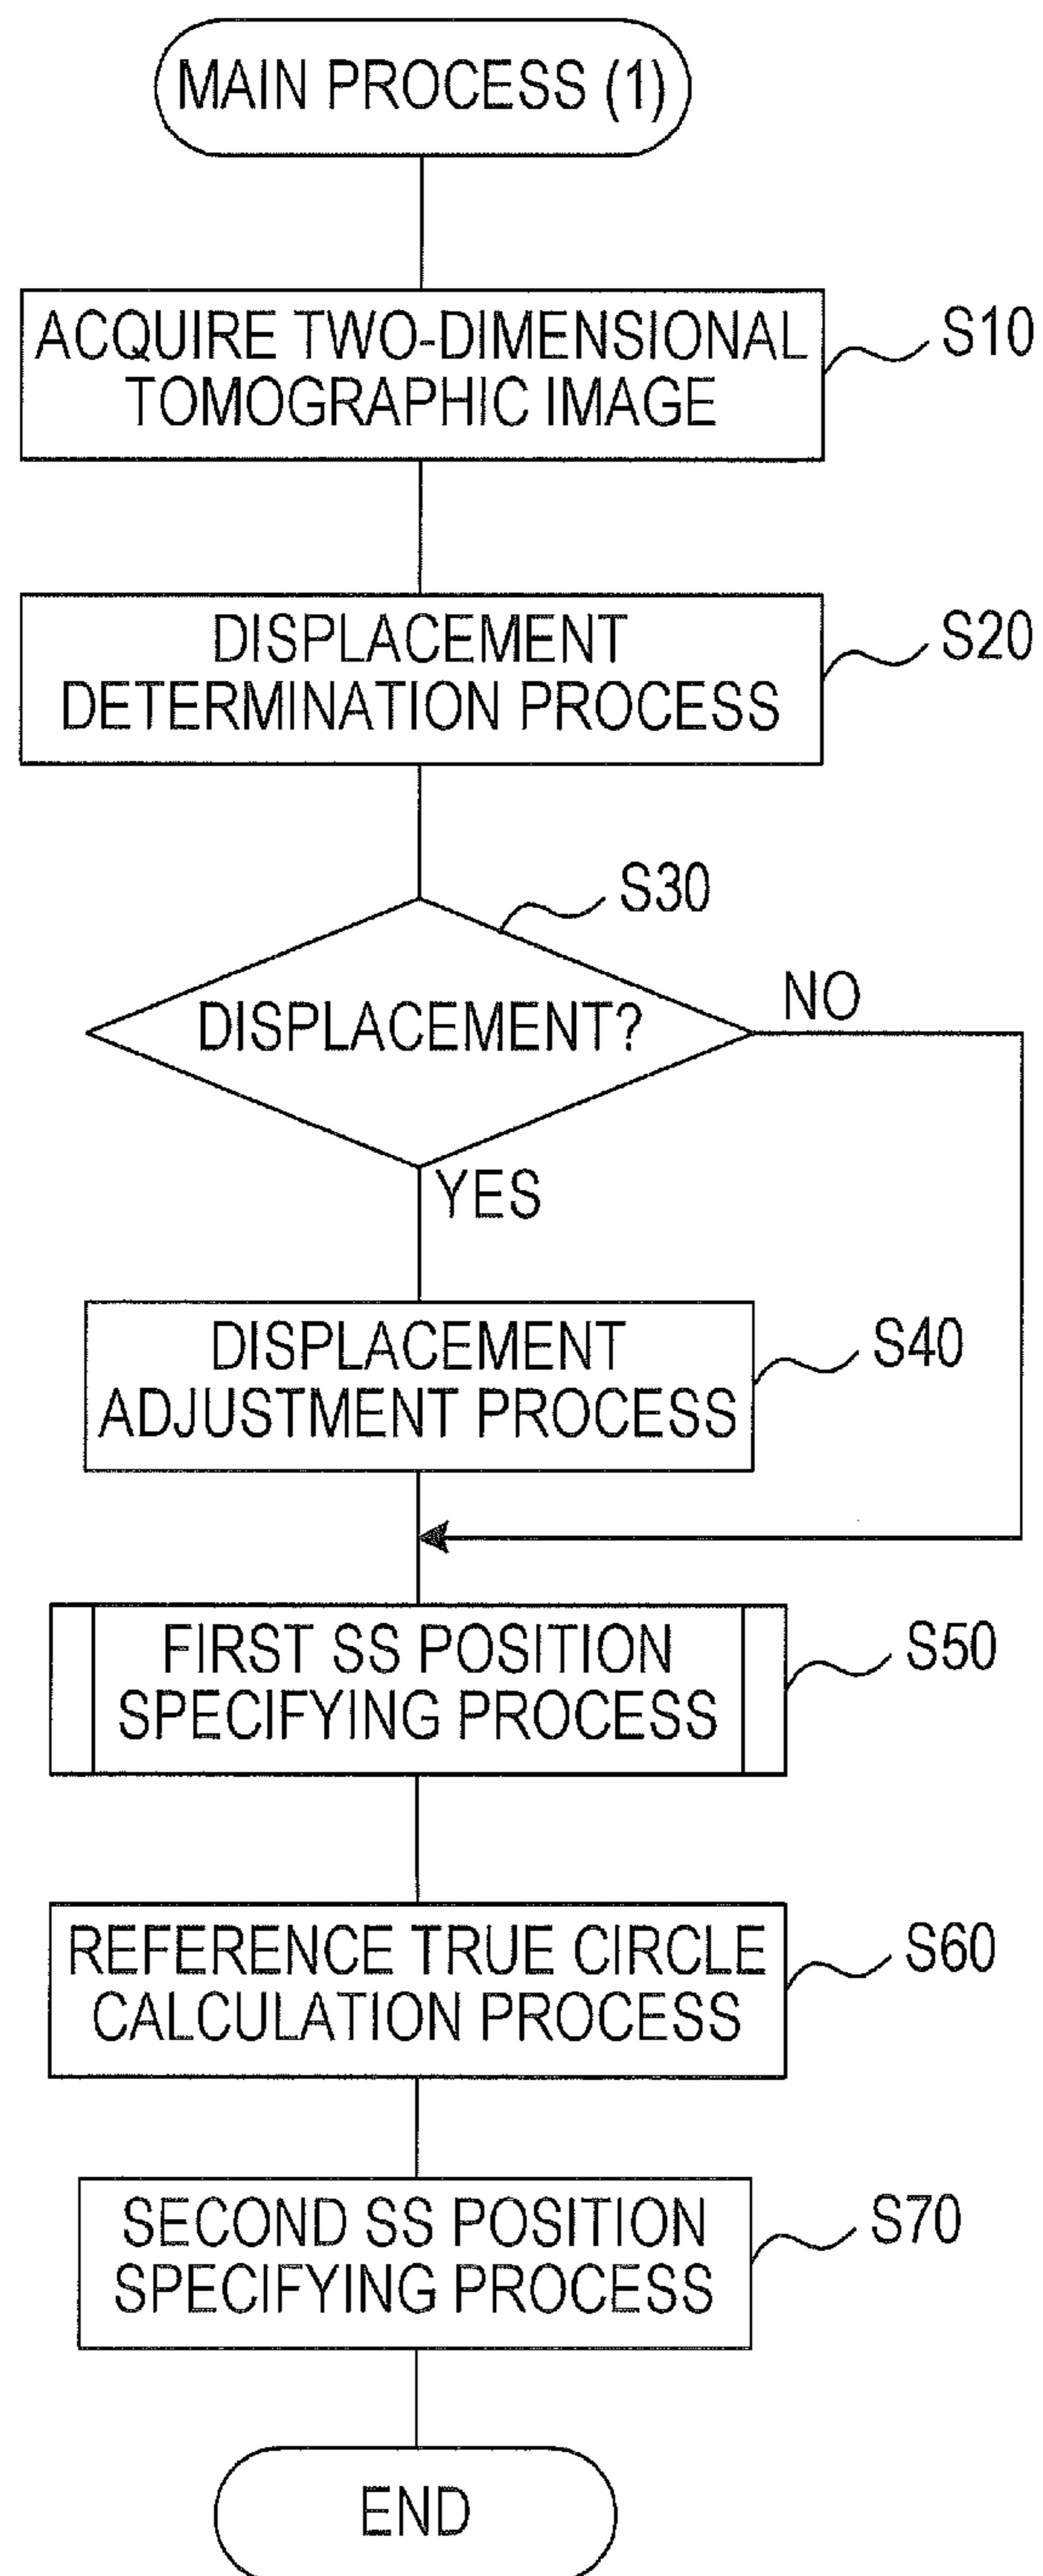 MAIN PROCESS (1)
ACQUIRE TWO-DIMENSIONAL
TOMOGRAPHIC IMAGE
S10
DISPLACEMENT
DETERMINATION PROCESS
S20
S30
DISPLACEMENT?
NO
YES
DISPLACEMENT
ADJUSTMENT PROCESS
S40
FIRST SS POSITION
SPECIFYING PROCESS
S50
REFERENCE TRUE CIRCLE
CALCULATION PROCESS
S60
SECOND SS POSITION
SPECIFYING PROCESS
S70
END